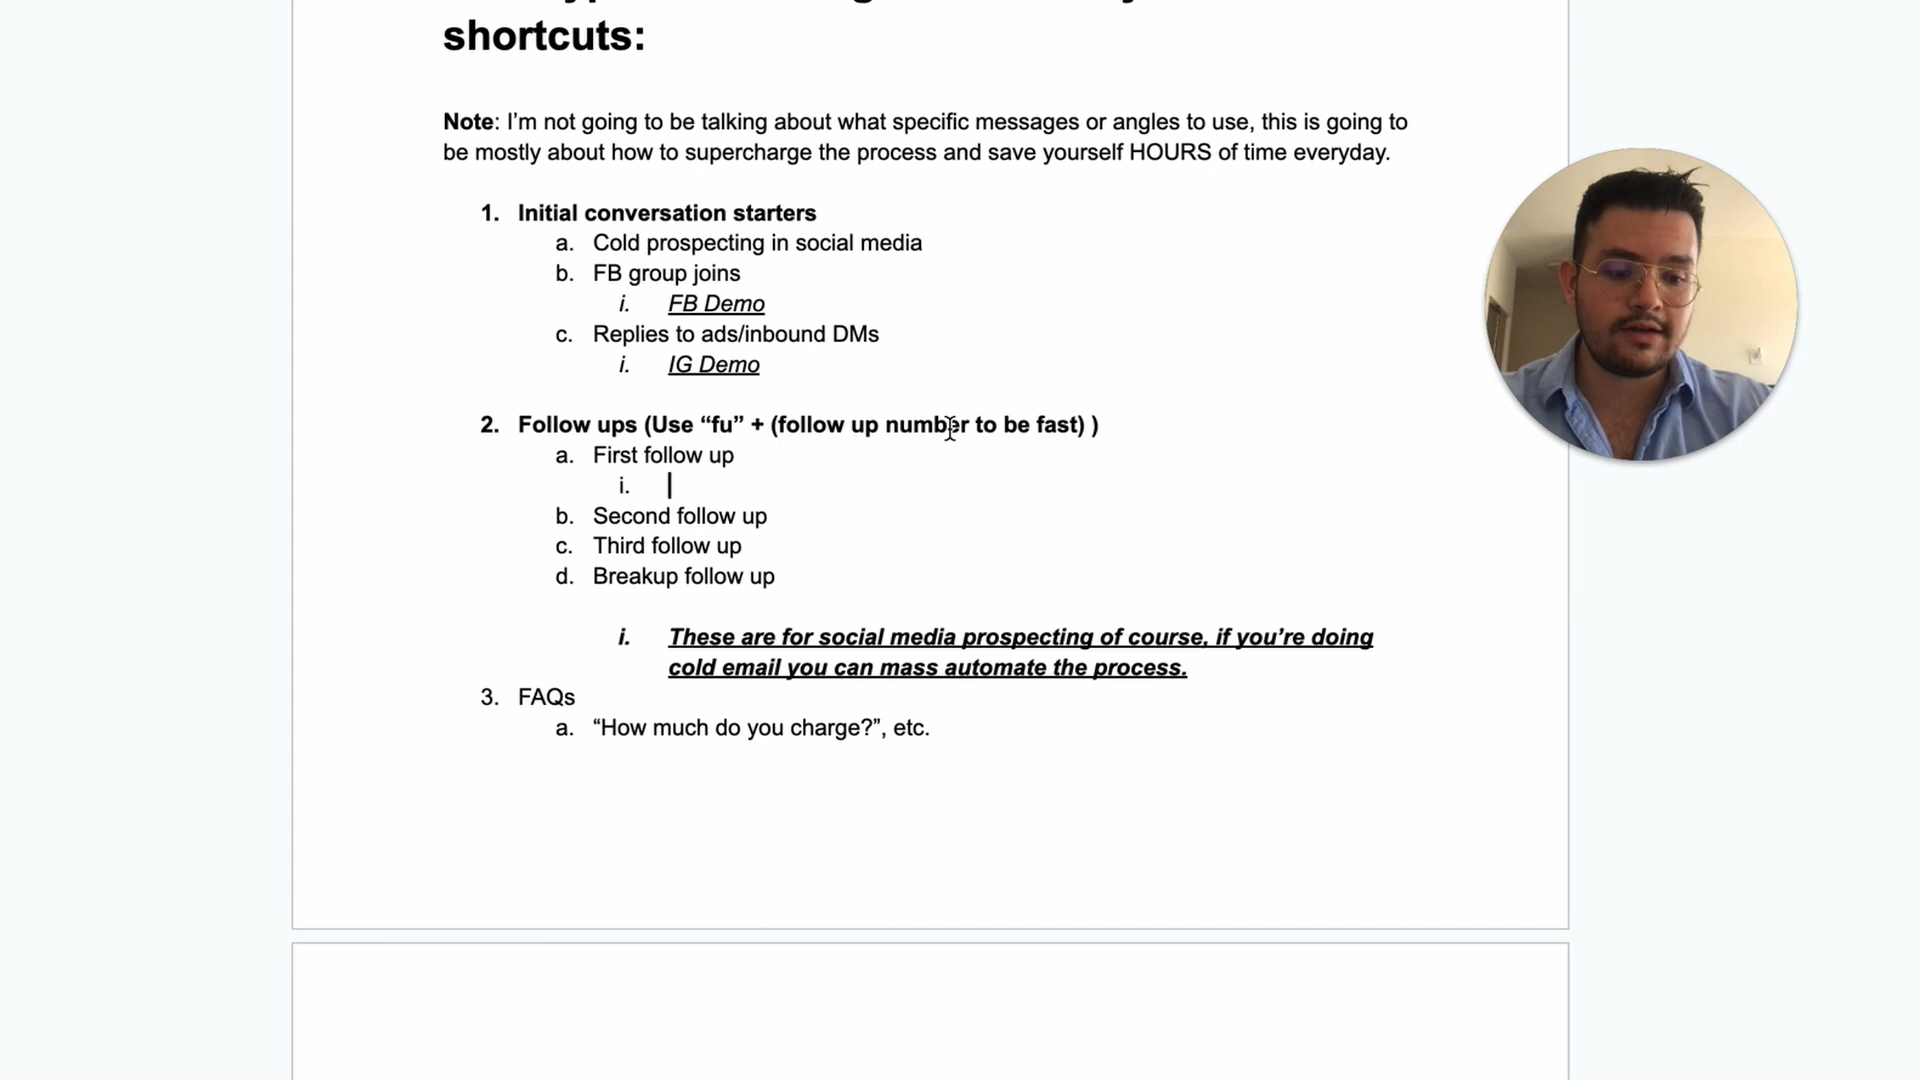 shortcuts:
Note: I’m not going to be talking about what specific messages or angles to use, this is going to
be mostly about how to supercharge the process and save yourself HOURS of time everyday.
1. Initial conversation starters
a. Cold prospecting in social media
b. FB group joins
i. FB Demo
c. Replies to ads/inbound DMs
i. IG Demo
2. Follow ups (Use “fu” + (follow up number to be fast) )
a. First follow up
i.
b. Second follow up
c. Third follow up
d. Breakup follow up
i. These are for social media prospecting of course, if you’re doing
cold email you can mass automate the process.
3. FAQs
a. “How much do you charge?”, etc.